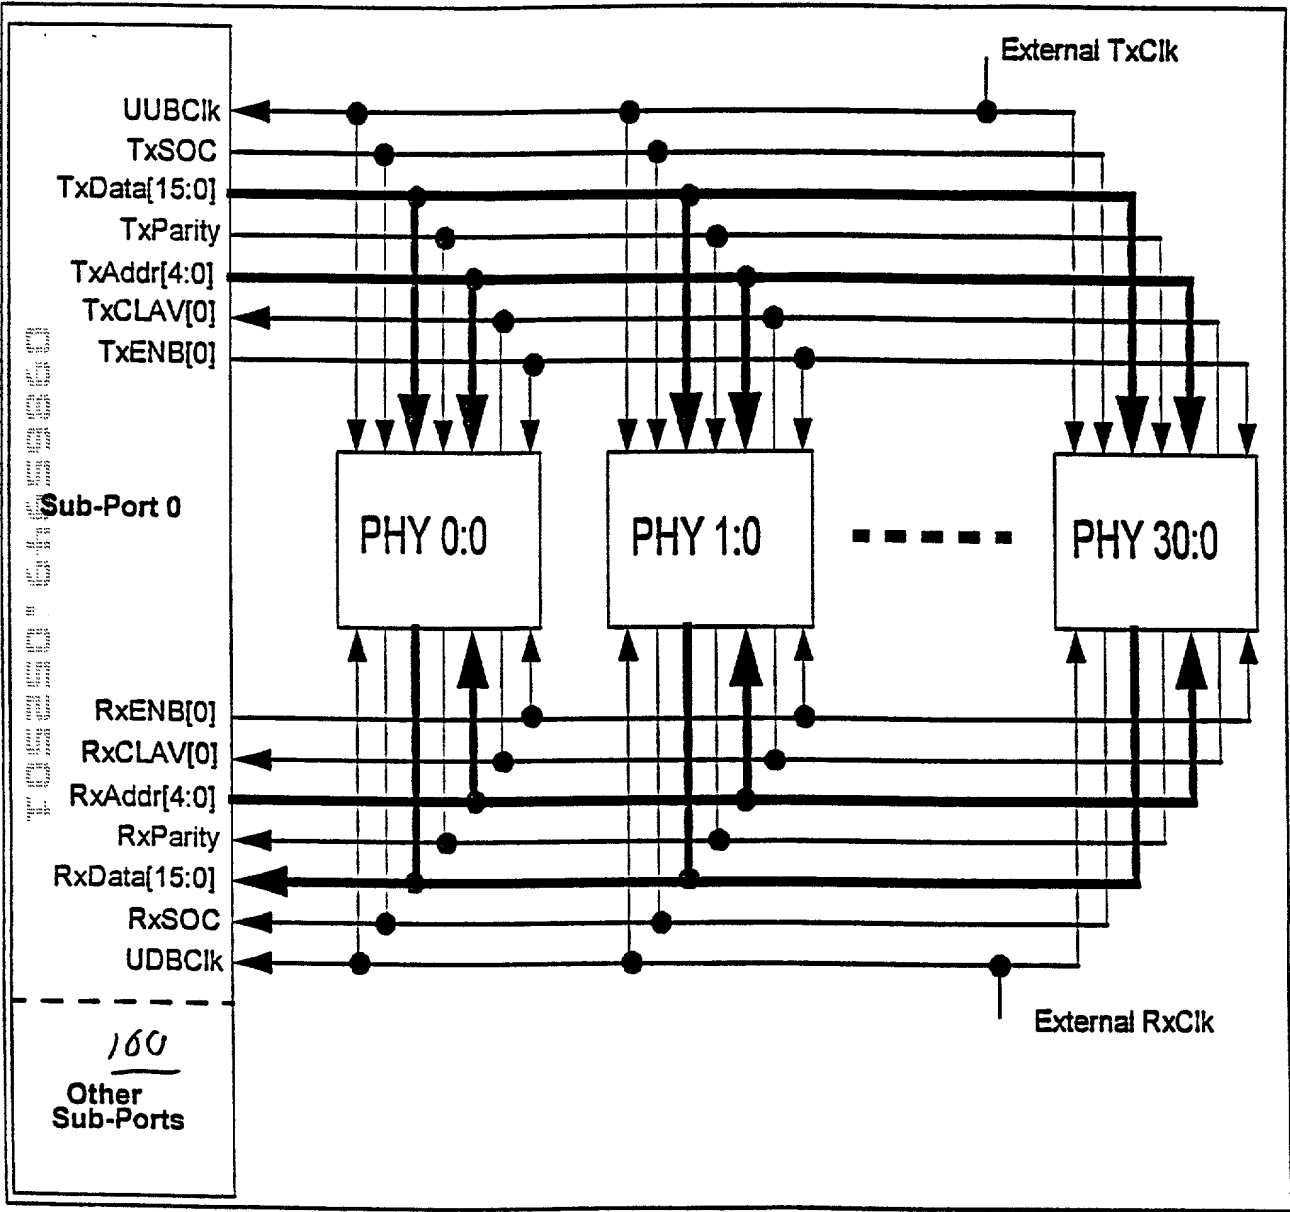 External TxClk
UUBClk
TxSOC
TxData[15:0]
TxParity
TxAddr[4:0]
TxCLAV[0]
TxENB[0]
Sub-Port 0
PHY 0:0
PHY 1:0
PHY 30:0
RxENB[0]
RxCLAV[0]
RxAddr[4:0]
RxParity
RxData[15:0]
RxSOC
UDBClk
External RxClk
160
Other
Sub-Ports